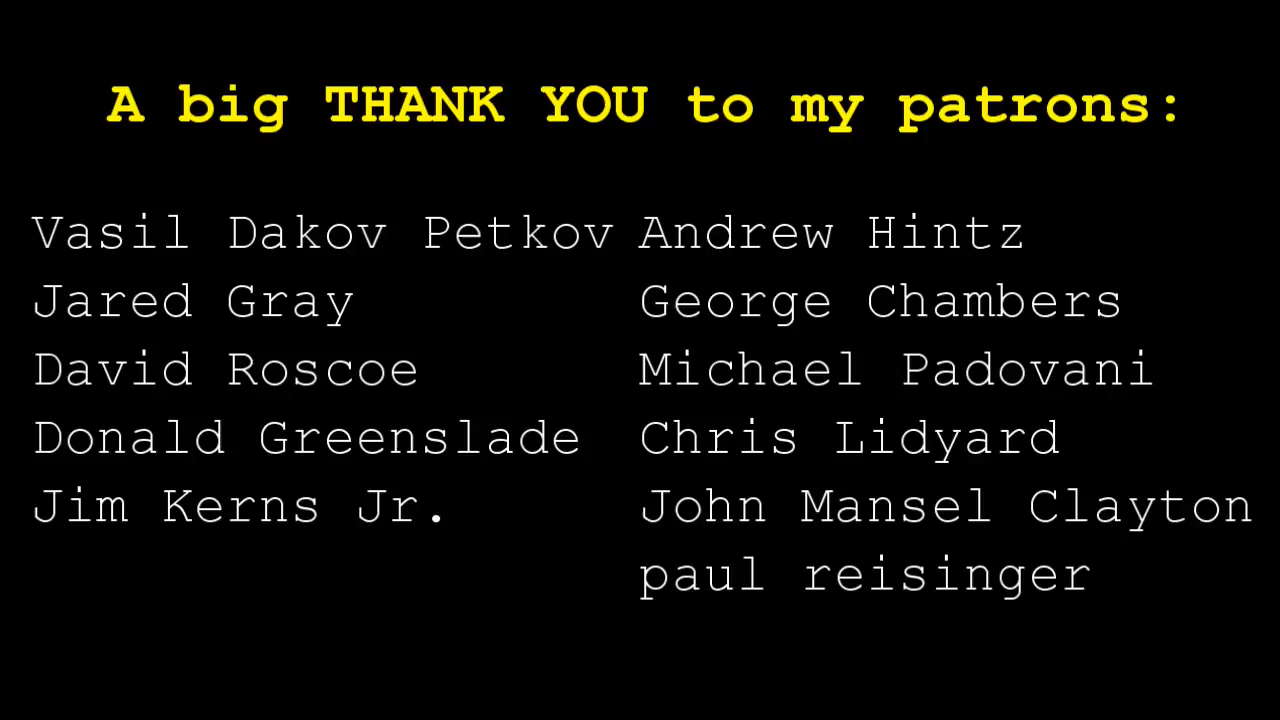 A big THANK YOU to my patrons:
Vasil Dakov Petkov
Jared Gray
David Roscoe
Donald Greenslade
Jim Kerns Jr.
Andrew Hintz
George Chambers
Michael Padovani
Chris Lidyard
John Mansel Clayton
paul reisinger